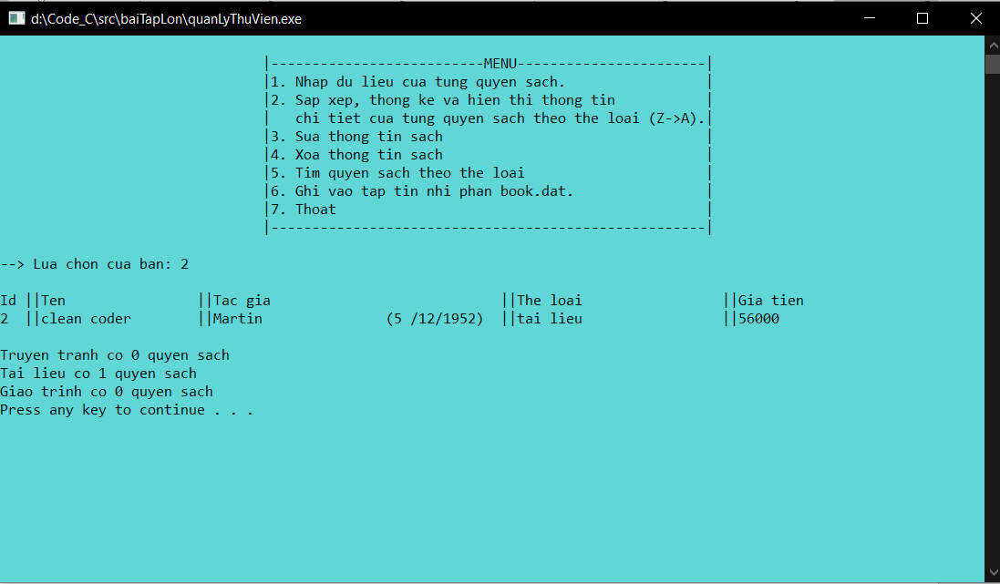 d:\Code_C\src\baiTapLon\quanLyThuVien.exe
|--------------------------MENU-----------------------|
|1. Nhap du lieu cua tung quyen sach. |
|2. Sap xep, thong ke va hien thi thong tin |
| chi tiet cua tung quyen sach theo the loai (Z->A).|
|3. Sua thong tin sach |
|4. Xoa thong tin sach |
|5. Tim quyen sach theo the loai |
|6. Ghi vao tap tin nhi phan book.dat. |
|7. Thoat |
|-----------------------------------------------------|
--> Lua chon cua ban: 2
Id ||Ten ||Tac gia ||The loai ||Gia tien
2 ||clean coder ||Martin (5 /12/1952) ||tai lieu ||56000
Truyen tranh co 0 quyen sach
Tai lieu co 1 quyen sach
Giao trinh co 0 quyen sach
Press any key to continue . . .